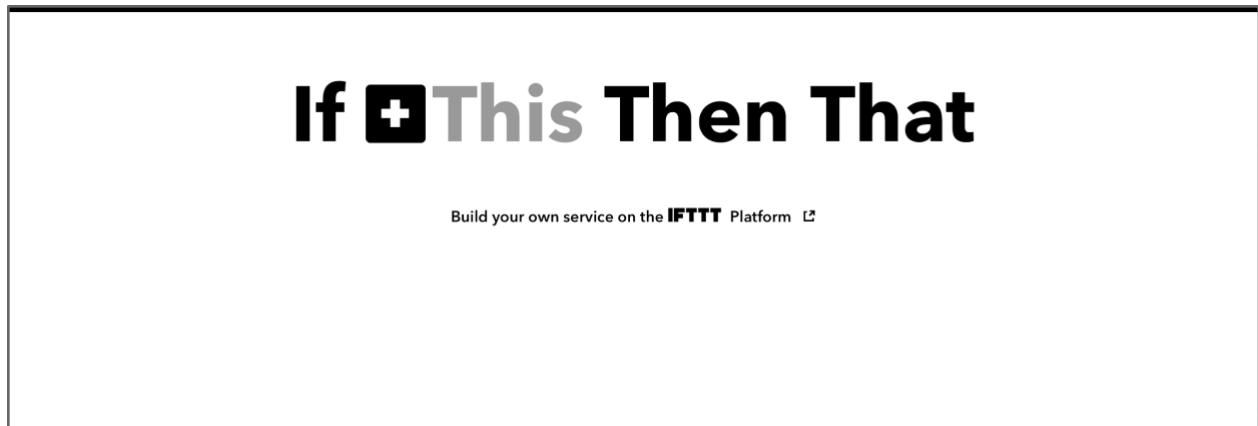 If This Then That
Build your own service on the IFTTT Platform